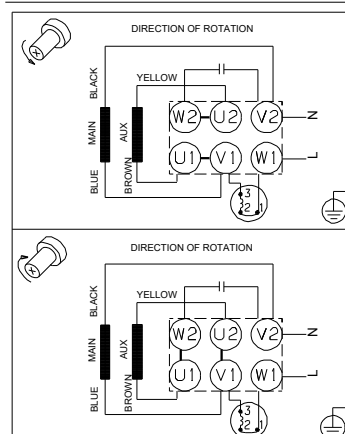 DIRECTION OF ROTATION
BLACK
YELLOW
MAIN
AUX
W2 U2 V2 N
U1 V1 W1 L
BLUE
BROWN
3
2 1
DIRECTION OF ROTATION
BLACK
YELLOW
MAIN
AUX
W2 U2 V2 N
U1 V1 W1 L
BLUE
BROWN
3
2 1